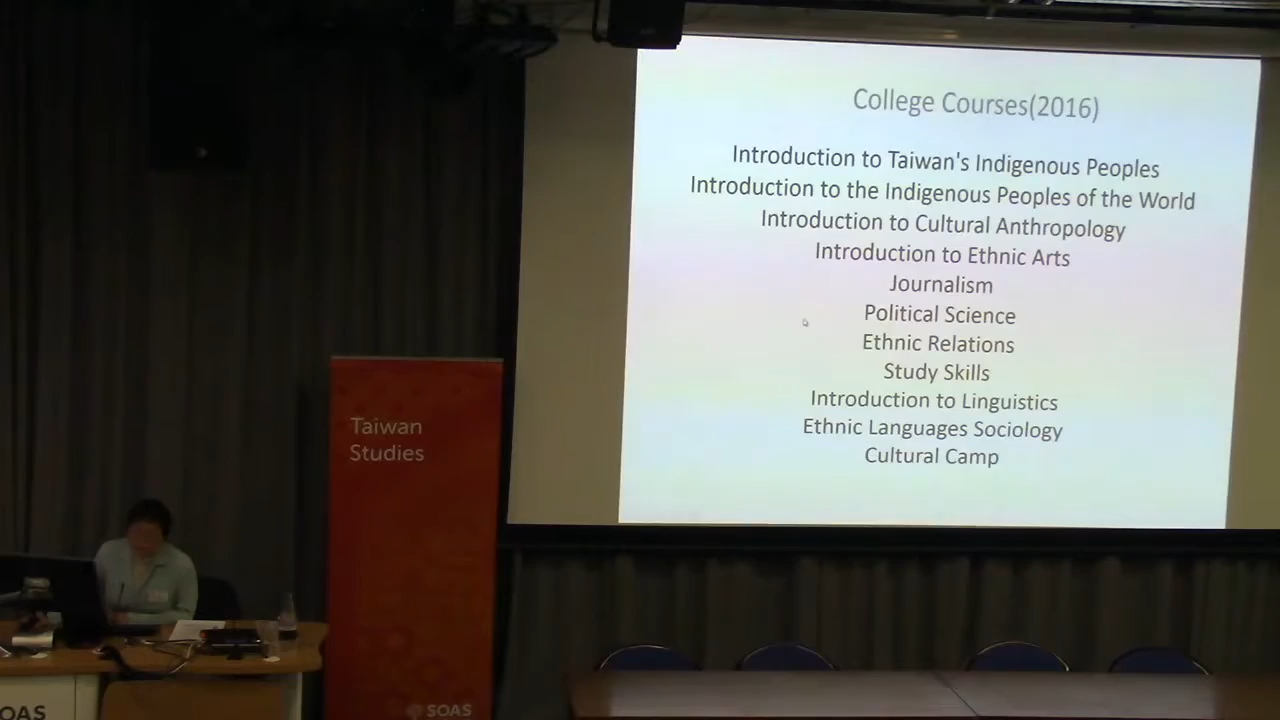 College Courses(2016)
Introduction to Taiwan's Indigenous Peoples
Introduction to the Indigenous Peoples of the World
Introduction to Cultural Anthropology
Introduction to Ethnic Arts
Journalism
Political Science
Ethnic Relations
Study Skills
Introduction to Linguistics
Ethnic Languages Sociology
Cultural Camp
Taiwan
Studies
SOAS
OAS